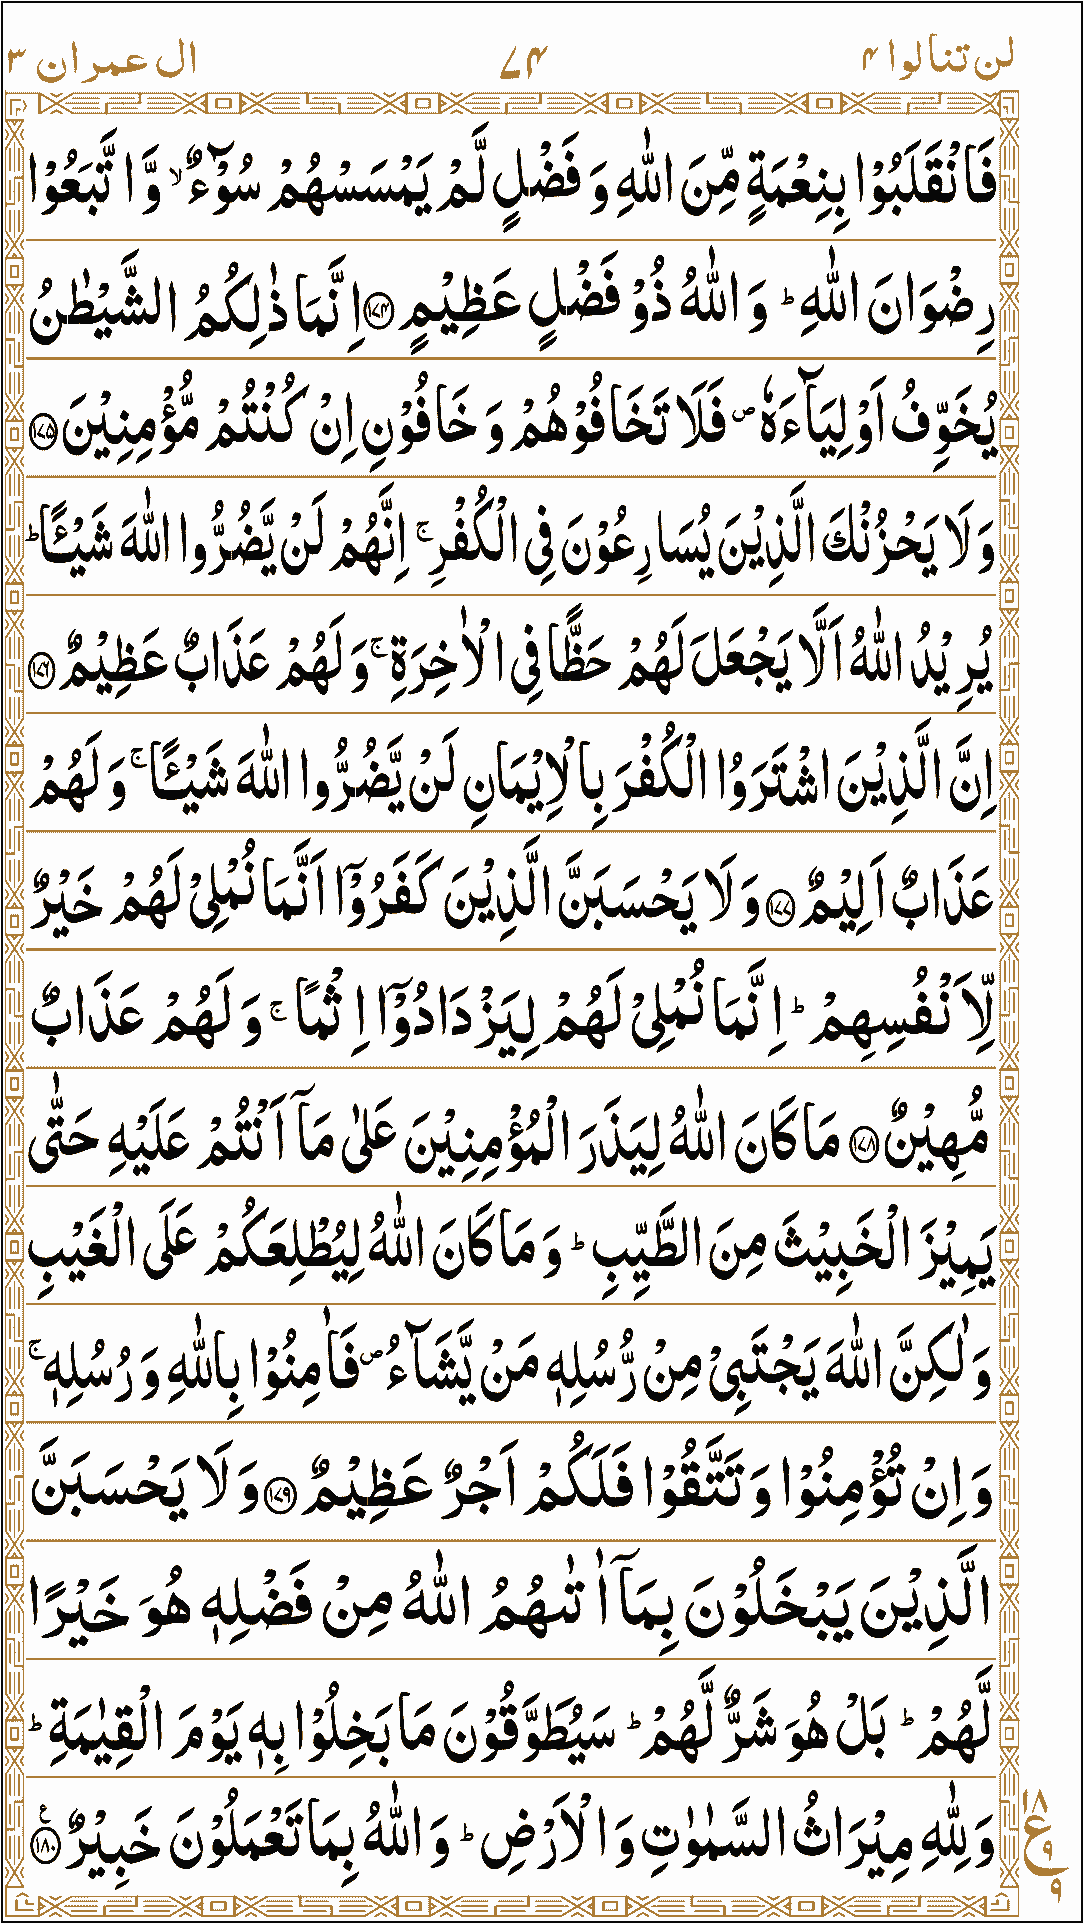 لن تنالوا ۴ ۷۴ ال عمران ۳
فَانْقَلَبُوْا بِنِعْمَةٍ مِّنَ اللّٰهِ وَ فَضْلٍ لَّمْ یَمْسَسْهُمْ سُوْٓءٌ ۙ وَّ اتَّبَعُوْا
رِضْوَانَ اللّٰهِ ؕ وَ اللّٰهُ ذُوْ فَضْلٍ عَظِیْمٍ ﴿۱۷۴﴾ اِنَّمَا ذٰلِكُمُ الشَّیْطٰنُ
یُخَوِّفُ اَوْلِیَآءَهٗ ۪ فَلَا تَخَافُوْهُمْ وَ خَافُوْنِ اِنْ كُنْتُمْ مُّؤْمِنِیْنَ ﴿۱۷۵﴾
وَ لَا یَحْزُنْكَ الَّذِیْنَ یُسَارِعُوْنَ فِی الْكُفْرِ ۚ اِنَّهُمْ لَنْ یَّضُرُّوا اللّٰهَ شَیْـًٔا ؕ
یُرِیْدُ اللّٰهُ اَلَّا یَجْعَلَ لَهُمْ حَظًّا فِی الْاٰخِرَةِ ۚ وَ لَهُمْ عَذَابٌ عَظِیْمٌ ﴿۱۷۶﴾
اِنَّ الَّذِیْنَ اشْتَرَوُا الْكُفْرَ بِالْاِیْمَانِ لَنْ یَّضُرُّوا اللّٰهَ شَیْـًٔا ۚ وَ لَهُمْ
عَذَابٌ اَلِیْمٌ ﴿۱۷۷﴾ وَ لَا یَحْسَبَنَّ الَّذِیْنَ كَفَرُوْۤا اَنَّمَا نُمْلِیْ لَهُمْ خَیْرٌ
لِّاَنْفُسِهِمْ ؕ اِنَّمَا نُمْلِیْ لَهُمْ لِیَزْدَادُوْۤا اِثْمًا ۚ وَ لَهُمْ عَذَابٌ
مُّهِیْنٌ ﴿۱۷۸﴾ مَا كَانَ اللّٰهُ لِیَذَرَ الْمُؤْمِنِیْنَ عَلٰی مَاۤ اَنْتُمْ عَلَیْهِ حَتّٰی
یَمِیْزَ الْخَبِیْثَ مِنَ الطَّیِّبِ ؕ وَ مَا كَانَ اللّٰهُ لِیُطْلِعَكُمْ عَلَی الْغَیْبِ
وَ لٰكِنَّ اللّٰهَ یَجْتَبِیْ مِنْ رُّسُلِهٖ مَنْ یَّشَآءُ ۪ فَاٰمِنُوْا بِاللّٰهِ وَ رُسُلِهٖ ۚ
وَ اِنْ تُؤْمِنُوْا وَ تَتَّقُوْا فَلَكُمْ اَجْرٌ عَظِیْمٌ ﴿۱۷۹﴾ وَ لَا یَحْسَبَنَّ
الَّذِیْنَ یَبْخَلُوْنَ بِمَاۤ اٰتٰىهُمُ اللّٰهُ مِنْ فَضْلِهٖ هُوَ خَیْرًا
لَّهُمْ ؕ بَلْ هُوَ شَرٌّ لَّهُمْ ؕ سَیُطَوَّقُوْنَ مَا بَخِلُوْا بِهٖ یَوْمَ الْقِیٰمَةِ ؕ
وَ لِلّٰهِ مِیْرَاثُ السَّمٰوٰتِ وَ الْاَرْضِ ؕ وَ اللّٰهُ بِمَا تَعْمَلُوْنَ خَبِیْرٌ ﴿۱۸۰﴾ ع
۱۸
ع
۹
۹